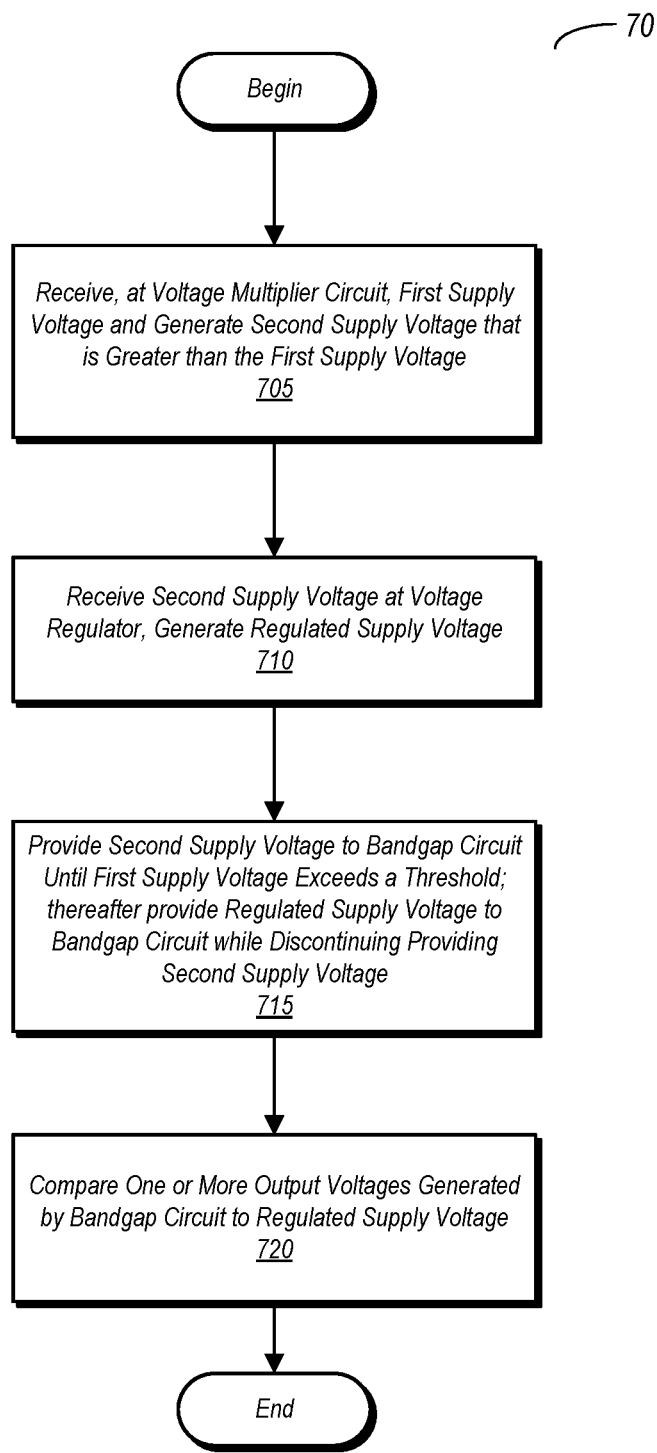 70
Begin
Receive, at Voltage Multiplier Circuit, First Supply
Voltage and Generate Second Supply Voltage that
is Greater than the First Supply Voltage
705
Receive Second Supply Voltage at Voltage
Regulator, Generate Regulated Supply Voltage
710
Provide Second Supply Voltage to Bandgap Circuit
Until First Supply Voltage Exceeds a Threshold;
thereafter provide Regulated Supply Voltage to
Bandgap Circuit while Discontinuing Providing
Second Supply Voltage
715
Compare One or More Output Voltages Generated
by Bandgap Circuit to Regulated Supply Voltage
720
End